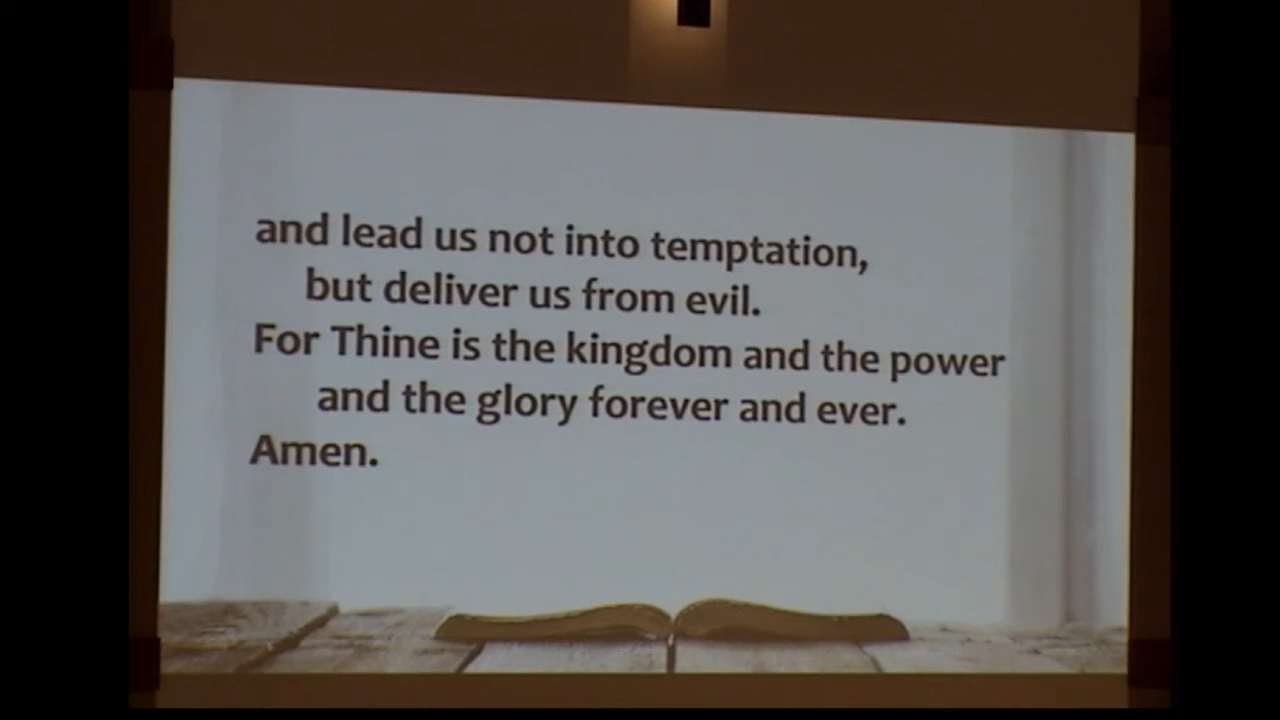 and lead us not into temptation,
but deliver us from evil.
For Thine is the kingdom and the power
and the glory forever and ever.
Amen.